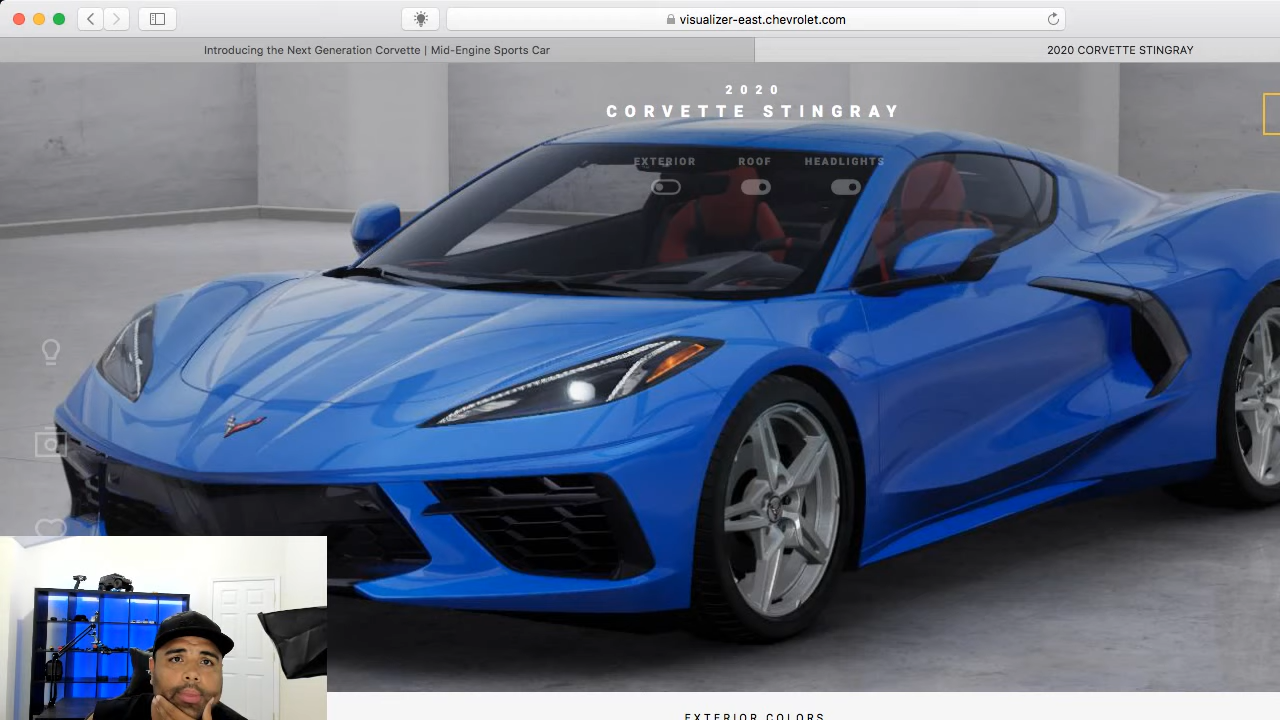 visualizer-east.chevrolet.com
Introducing the Next Generation Corvette | Mid-Engine Sports Car
2020 CORVETTE STINGRAY
2020
CORVETTE STINGRAY
EXTERIOR ROOF HEADLIGHTS
EXTERIOR COLORS